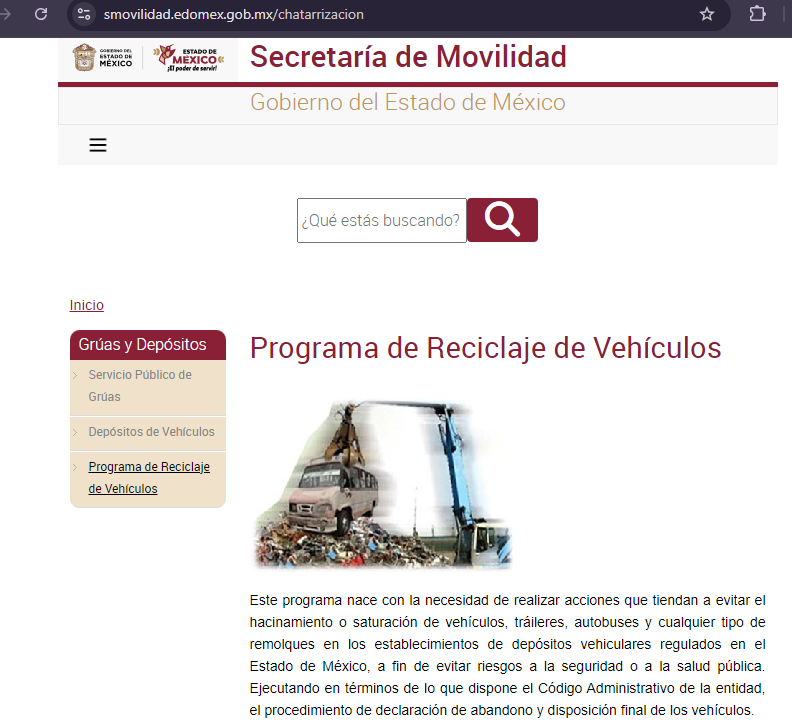 smovilidad.edomex.gob.mx/chatarrizacion
GOBIERNO DEL
ESTADO DE
MÉXICO
ESTADO DE
MÉXICO
¡El poder de servir!
Secretaría de Movilidad
Gobierno del Estado de México
¿Qué estás buscando?
Inicio
Grúas y Depósitos
Servicio Público de
Grúas
Depósitos de Vehículos
Programa de Reciclaje
de Vehículos
Programa de Reciclaje de Vehículos
Este programa nace con la necesidad de realizar acciones que tiendan a evitar el
hacinamiento o saturación de vehículos, tráileres, autobuses y cualquier tipo de
remolques en los establecimientos de depósitos vehiculares regulados en el
Estado de México, a fin de evitar riesgos a la seguridad o a la salud pública.
Ejecutando en términos de lo que dispone el Código Administrativo de la entidad,
el procedimiento de declaración de abandono y disposición final de los vehículos.